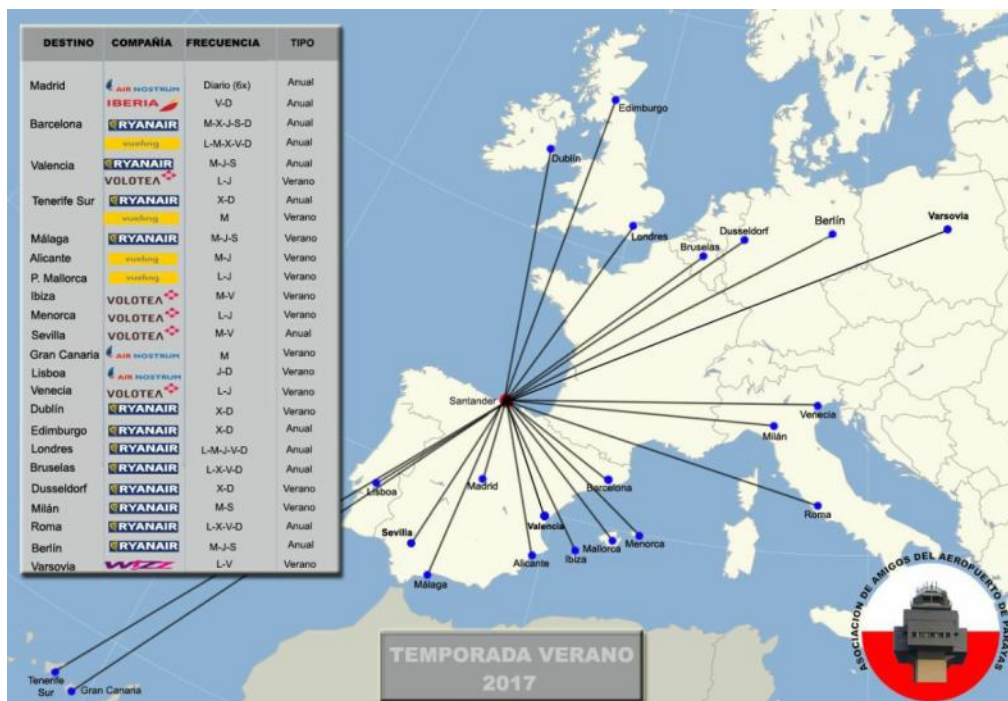 DESTINO COMPAÑÍA FRECUENCIA TIPO
Madrid AIR NOSTRUM Diario (6x) Anual
IBERIA V-D Anual
Barcelona RYANAIR M-X-J-S-D Anual
vueling L-M-X-V-D Anual
Valencia RYANAIR M-J-S Anual
VOLOTEA L-J Verano
Tenerife Sur RYANAIR X-D Anual
vueling M Verano
Málaga RYANAIR M-J-S Verano
Alicante vueling M-J Verano
P. Mallorca vueling L-J Verano
Ibiza VOLOTEA M-V Verano
Menorca VOLOTEA L-J Verano
Sevilla VOLOTEA M-V Anual
Gran Canaria AIR NOSTRUM M Verano
Lisboa AIR NOSTRUM J-D Verano
Venecia VOLOTEA L-J Verano
Dublín RYANAIR X-D Verano
Edimburgo RYANAIR X-D Anual
Londres RYANAIR L-M-J-V-D Anual
Bruselas RYANAIR L-X-V-D Anual
Dusseldorf RYANAIR X-D Verano
Milán RYANAIR M-S Verano
Roma RYANAIR L-X-V-D Anual
Berlín RYANAIR M-J-S Anual
Varsovia WIZZ L-V Verano
Edimburgo
Dublín
Londres
Bruselas
Dusseldorf
Berlín
Varsovia
Santander
Venecia
Milán
Roma
Lisboa
Madrid
Barcelona
Sevilla
Valencia
Málaga
Alicante
Ibiza
Mallorca
Menorca
Tenerife
Sur
Gran Canaria
TEMPORADA VERANO
2017
ASOCIACION DE AMIGOS DEL AEROPUERTO DE PARAYAS